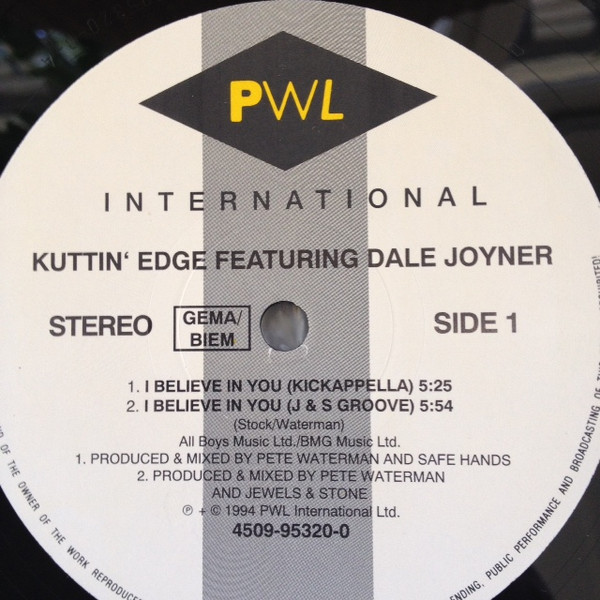 PWL
INTERNATIONAL
KUTTIN' EDGE FEATURING DALE JOYNER
STEREO
GEMA/
BIEM
SIDE 1
1. I BELIEVE IN YOU (KICKAPPELLA) 5:25
2. I BELIEVE IN YOU (J & S GROOVE) 5:54
(Stock/Waterman)
All Boys Music Ltd./BMG Music Ltd.
1. PRODUCED & MIXED BY PETE WATERMAN AND SAFE HANDS
2. PRODUCED & MIXED BY PETE WATERMAN
AND JEWELS & STONE
℗ + © 1994 PWL International Ltd.
4509-95320-0
OF THE OWNER OF THE WORK REPRODUCE
ENDING, PUBLIC PERFORMANCE AND BROADCASTING OF